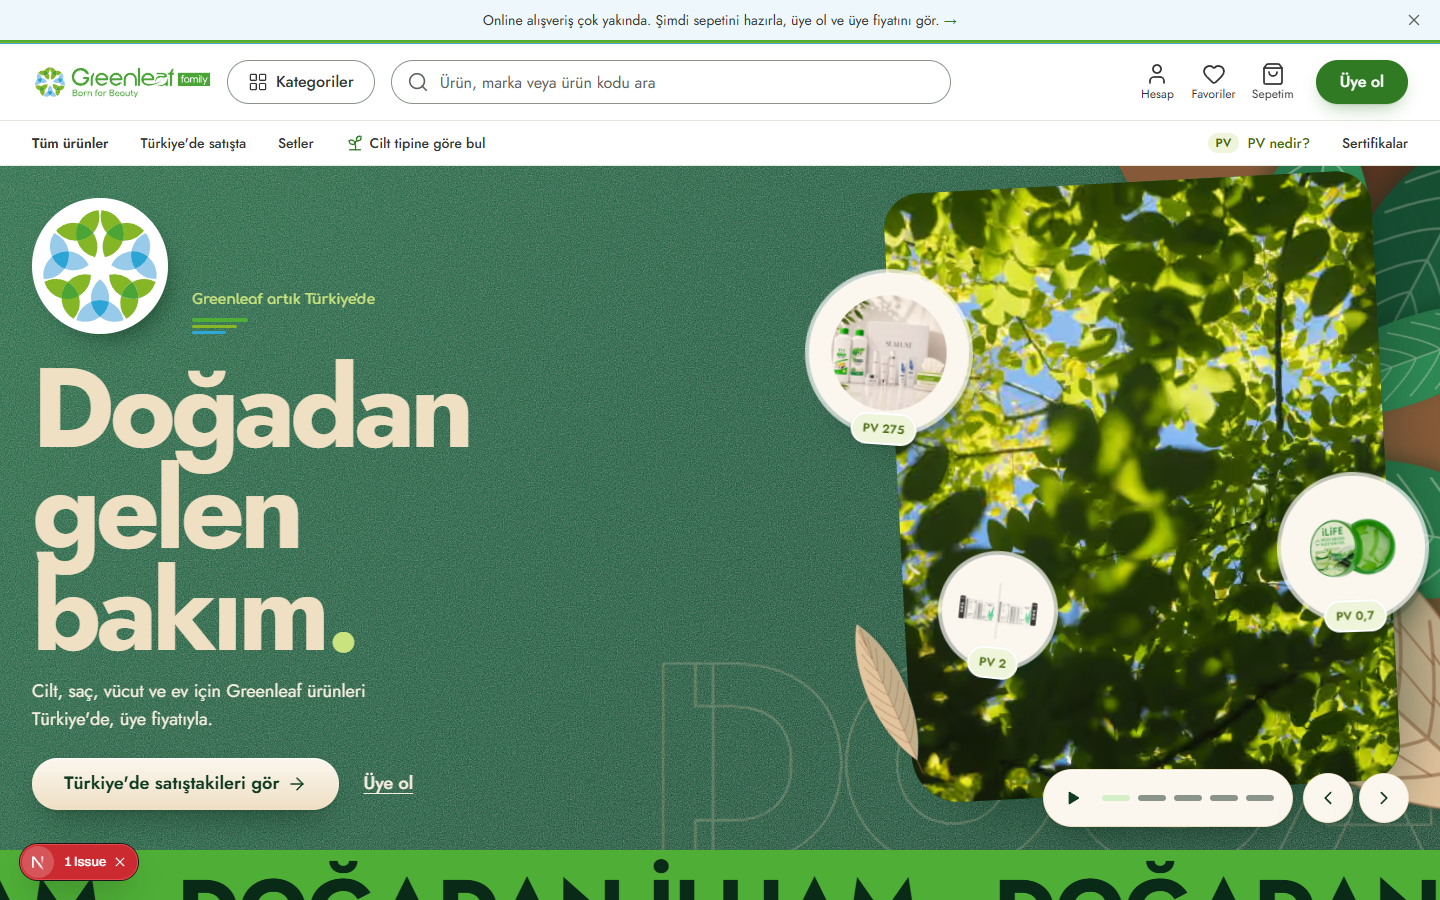 Online alışveriş çok yakında. Şimdi sepetini hazırla, üye ol ve üye fiyatını gör. →
Greenleaf family
Born for Beauty
Kategoriler
Ürün, marka veya ürün kodu ara
Hesap
Favoriler
Sepetim
Üye ol
Tüm ürünler
Türkiye'de satışta
Setler
Cilt tipine göre bul
PV
PV nedir?
Sertifikalar
Greenleaf artık Türkiye'de
Doğadan
gelen
bakım.
Cilt, saç, vücut ve ev için Greenleaf ürünleri
Türkiye'de, üye fiyatıyla.
Türkiye'de satıştakileri gör →
Üye ol
PV 275
iLiFE
PV 0,7
PV 2
N 1 Issue
DOĞADAN İLHAM DOĞADAN